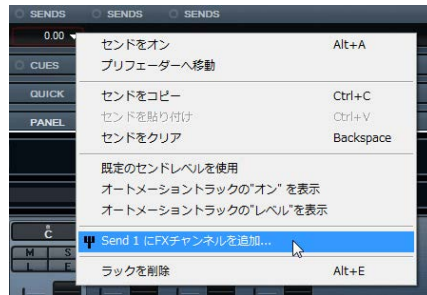 SENDS SENDS SENDS
0.00
CUES
QUICK
PANEL
センドをオン Alt+A
プリフェーダーへ移動
センドをコピー Ctrl+C
センドを貼り付け Ctrl+V
センドをクリア Backspace
既定のセンドレベルを使用
オートメーショントラックの"オン" を表示
オートメーショントラックの"レベル"を表示
Send 1 にFXチャンネルを追加...
ラックを削除 Alt+E
C
M S
L E